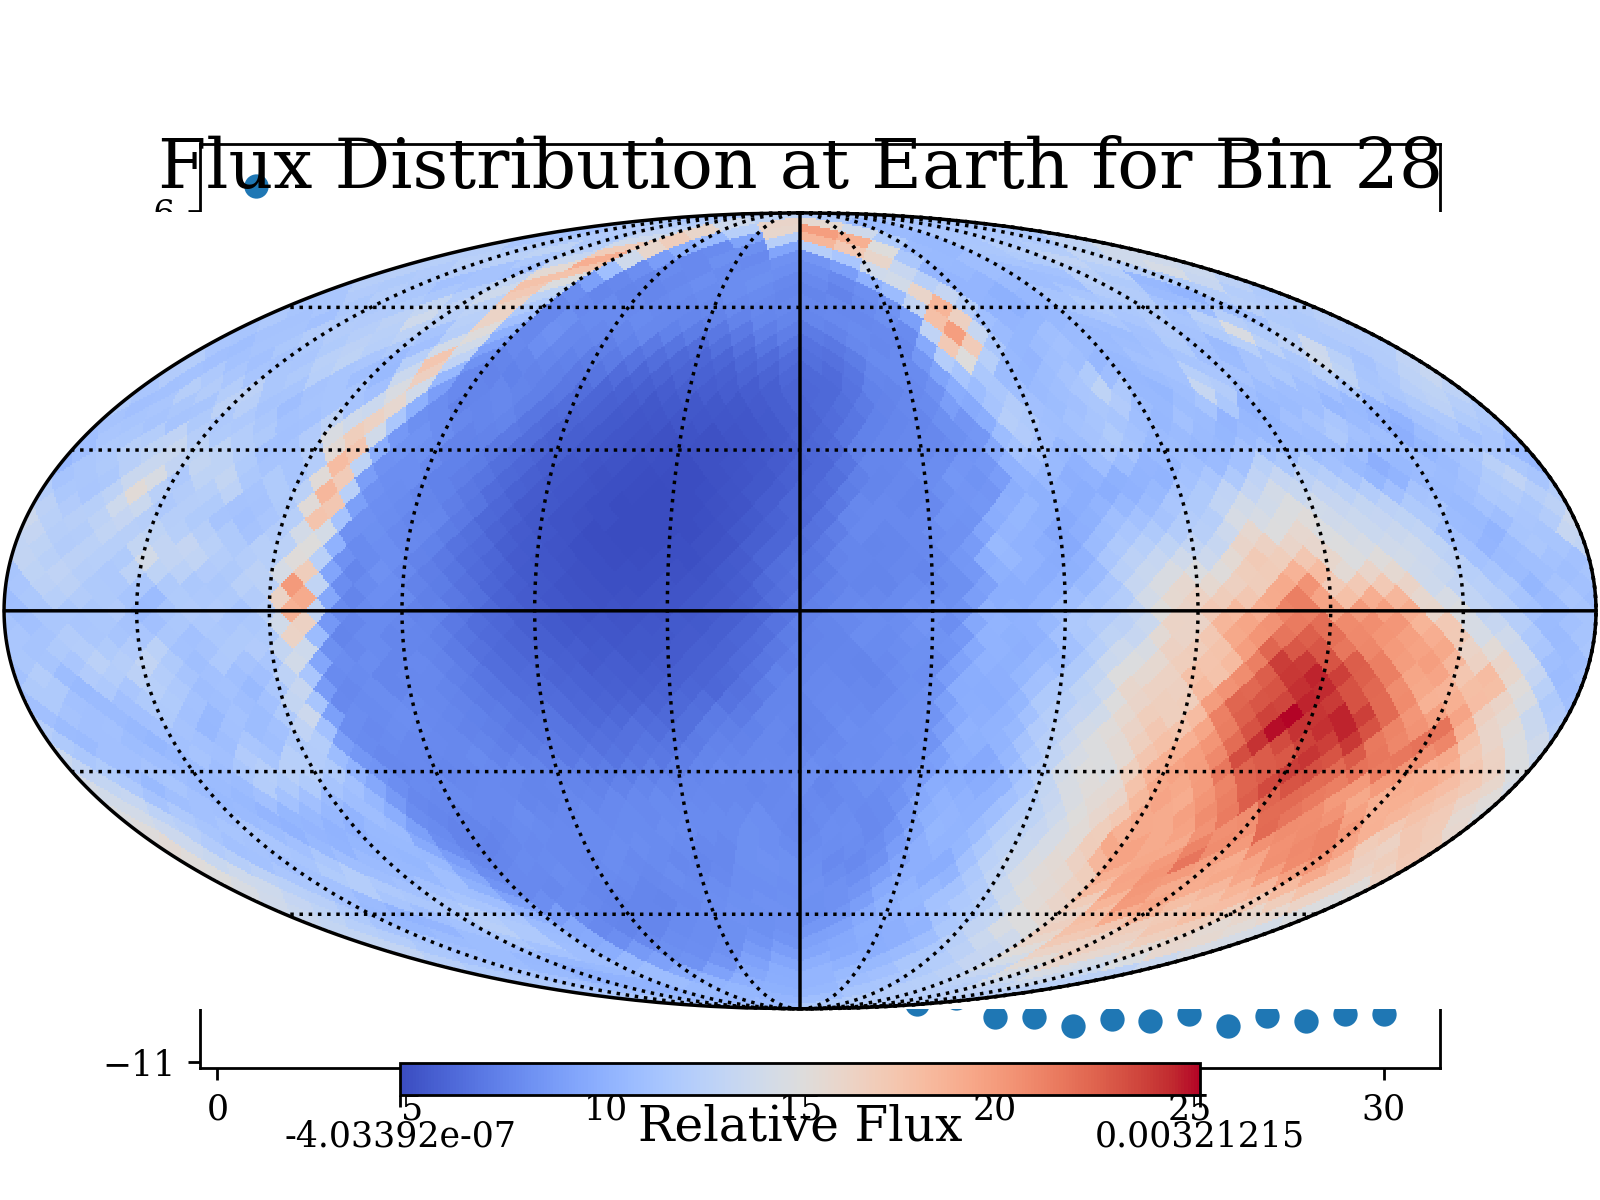 Flux Distribution at Earth for Bin 28
6
−11
0 5 10 15 20 25 30
Relative Flux
-4.03392e-07 0.00321215